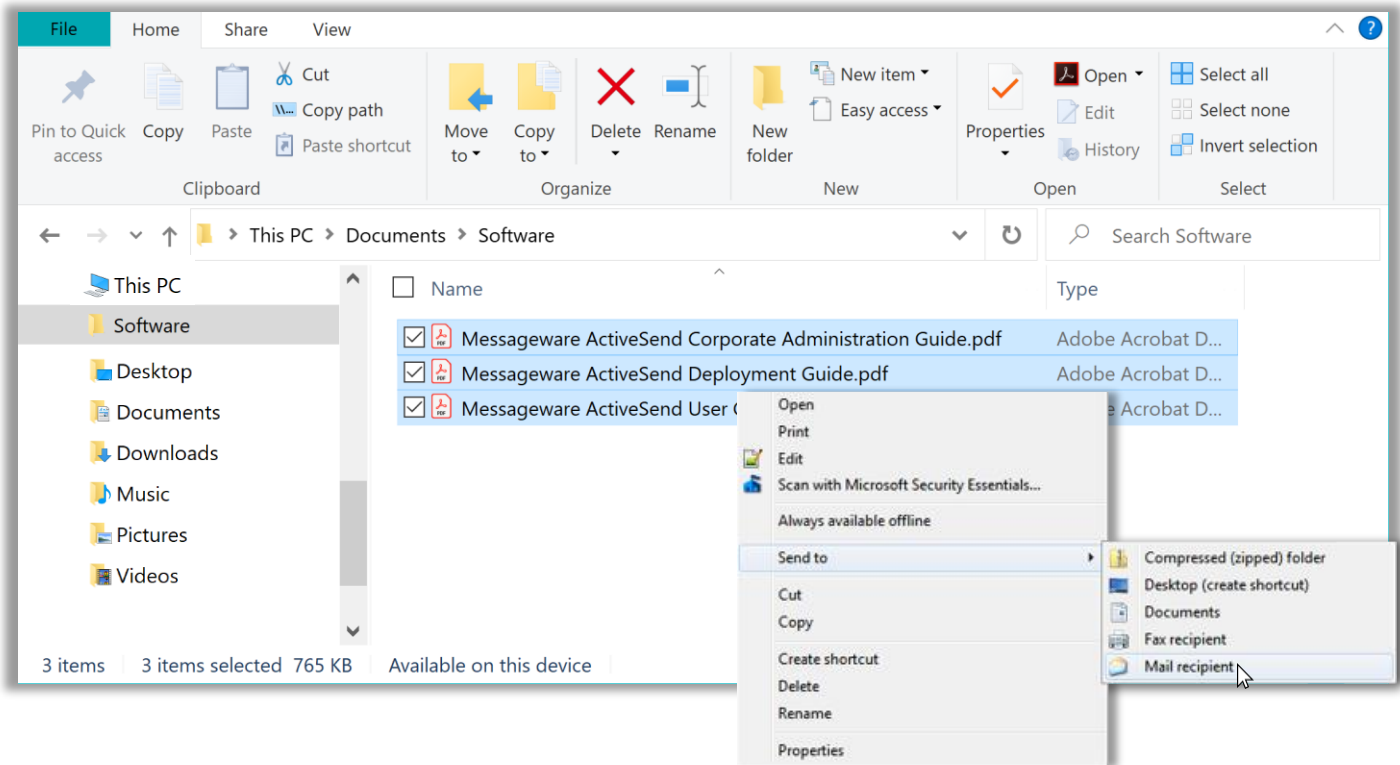 File Home Share View
Pin to Quick access
Copy
Paste
Cut
Copy path
Paste shortcut
Clipboard
Move to
Copy to
Delete
Rename
Organize
New folder
New item
Easy access
New
Properties
Open
Edit
History
Open
Select all
Select none
Invert selection
Select
This PC > Documents > Software
Search Software
This PC
Software
Desktop
Documents
Downloads
Music
Pictures
Videos
Name Type
Messageware ActiveSend Corporate Administration Guide.pdf Adobe Acrobat D...
Messageware ActiveSend Deployment Guide.pdf Adobe Acrobat D...
Messageware ActiveSend User Acrobat D...
Open
Print
Edit
Scan with Microsoft Security Essentials...
Always available offline
Send to
Cut
Copy
Create shortcut
Delete
Rename
Properties
Compressed (zipped) folder
Desktop (create shortcut)
Documents
Fax recipient
Mail recipient
3 items 3 items selected 765 KB Available on this device